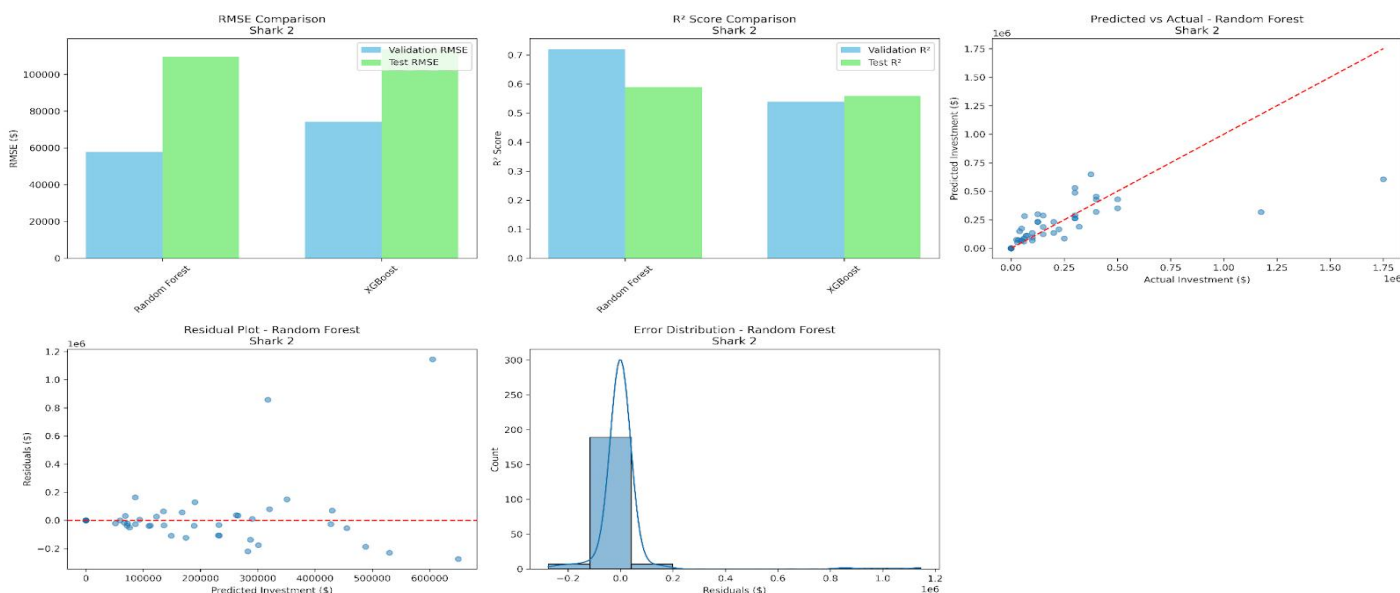 RMSE Comparison
Shark 2
Validation RMSE
Test RMSE
100000
80000
60000
40000
20000
0
RMSE ($)
Random Forest
XGBoost
R² Score Comparison
Shark 2
Validation R²
Test R²
0.7
0.6
0.5
0.4
0.3
0.2
0.1
0.0
R² Score
Random Forest
XGBoost
Predicted vs Actual - Random Forest
Shark 2
1e6
1.75
1.50
1.25
1.00
0.75
0.50
0.25
0.00
Predicted Investment ($)
0.00 0.25 0.50 0.75 1.00 1.25 1.50 1.75
Actual Investment ($)
1e6
Residual Plot - Random Forest
Shark 2
1e6
1.2
1.0
0.8
0.6
0.4
0.2
0.0
−0.2
Residuals ($)
0 100000 200000 300000 400000 500000 600000
Predicted Investment ($)
Error Distribution - Random Forest
Shark 2
300
250
200
150
100
50
0
Count
−0.2 0.0 0.2 0.4 0.6 0.8 1.0 1.2
Residuals ($)
1e6